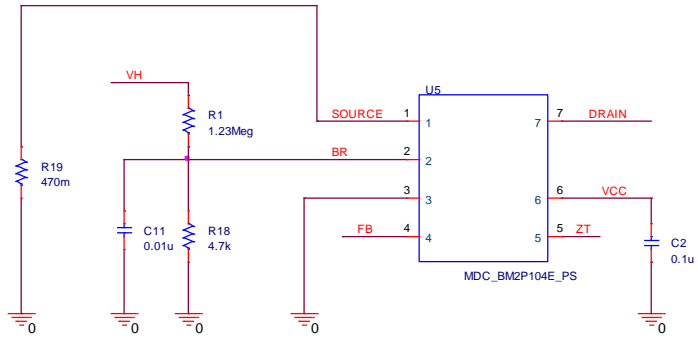 VH
U5
R1
1.23Meg
SOURCE
1
1
7
7
DRAIN
BR
2
2
R19
470m
3
3
6
6
VCC
C11
0.01u
R18
4.7k
FB
4
4
5
5
ZT
C2
0.1u
MDC_BM2P104E_PS
0
0
0
0
0